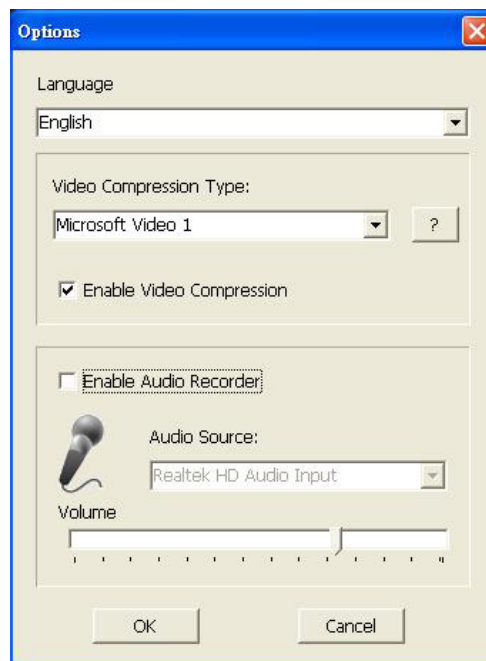 Options
Language
English
Video Compression Type:
Microsoft Video 1
?
Enable Video Compression
Enable Audio Recorder
Audio Source:
Realtek HD Audio Input
Volume
OK Cancel